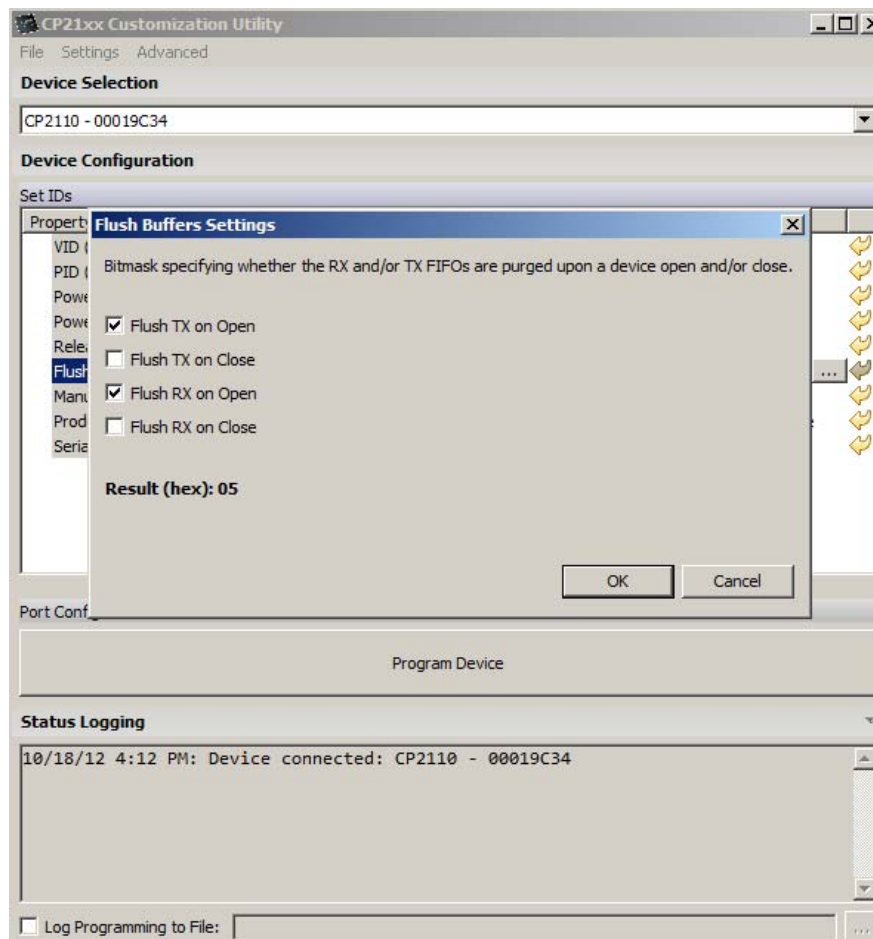 CP21xx Customization Utility
File Settings Advanced
Device Selection
CP2110 - 00019C34
Device Configuration
Set IDs
Flush Buffers Settings
Bitmask specifying whether the RX and/or TX FIFOs are purged upon a device open and/or close.
VID (
PID (
Flush TX on Open
Flush TX on Close
Flush
Flush RX on Open
Flush RX on Close
Result (hex): 05
OK Cancel
Program Device
Status Logging
10/18/12 4:12 PM: Device connected: CP2110 - 00019C34
Log Programming to File:
...